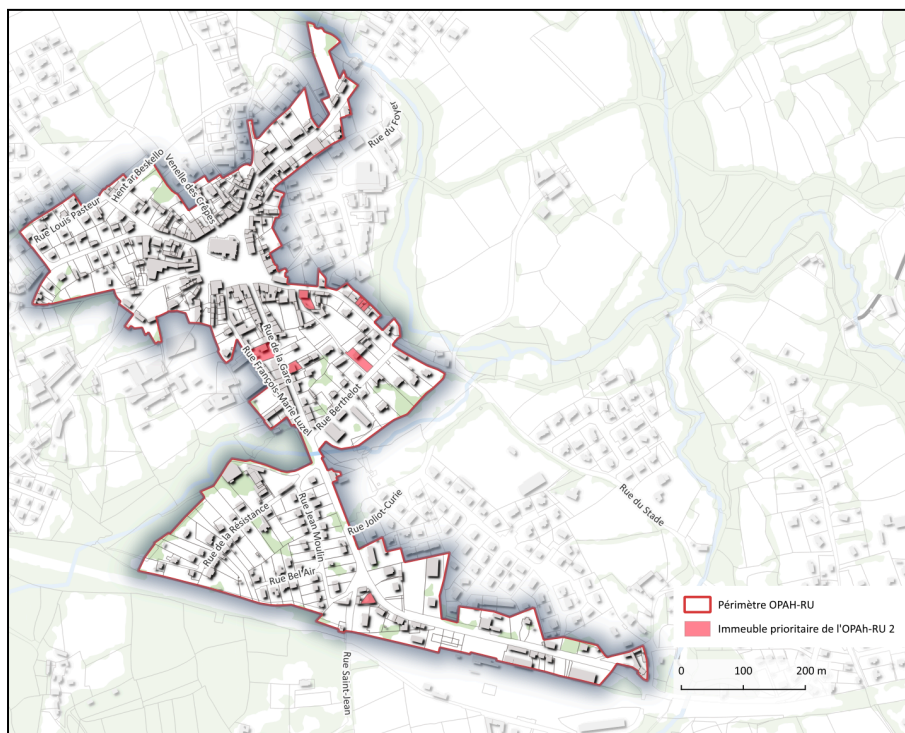 Rue du Foyer
Hent ar Beskello
Venelle des Crêpes
Rue Louis Pasteur
Rue de la Gare
Rue François-Marie Luzel
Rue Berthelot
Rue du Stade
Rue Joliot-Curie
Rue Jean Moulin
Rue de la Résistance
Rue Bel Air
Rue Saint-Jean
Périmètre OPAH-RU
Immeuble prioritaire de l'OPAh-RU 2
0 100 200 m